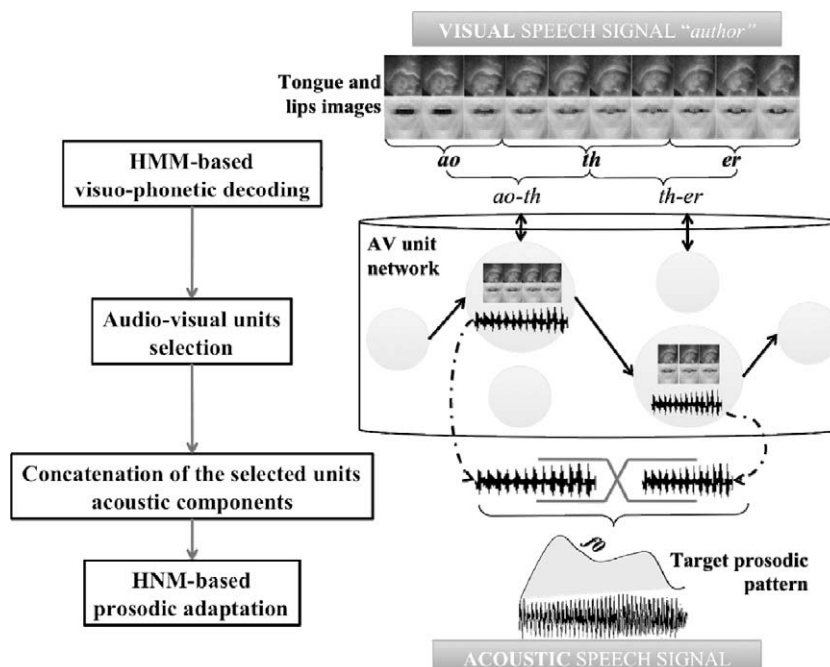 VISUAL SPEECH SIGNAL "author"
Tongue and
lips images
ao th er
ao-th th-er
HMM-based
visuo-phonetic decoding
AV unit
network
Audio-visual units
selection
Concatenation of the selected units
acoustic components
f0
Target prosodic
pattern
HNM-based
prosodic adaptation
ACOUSTIC SPEECH SIGNAL